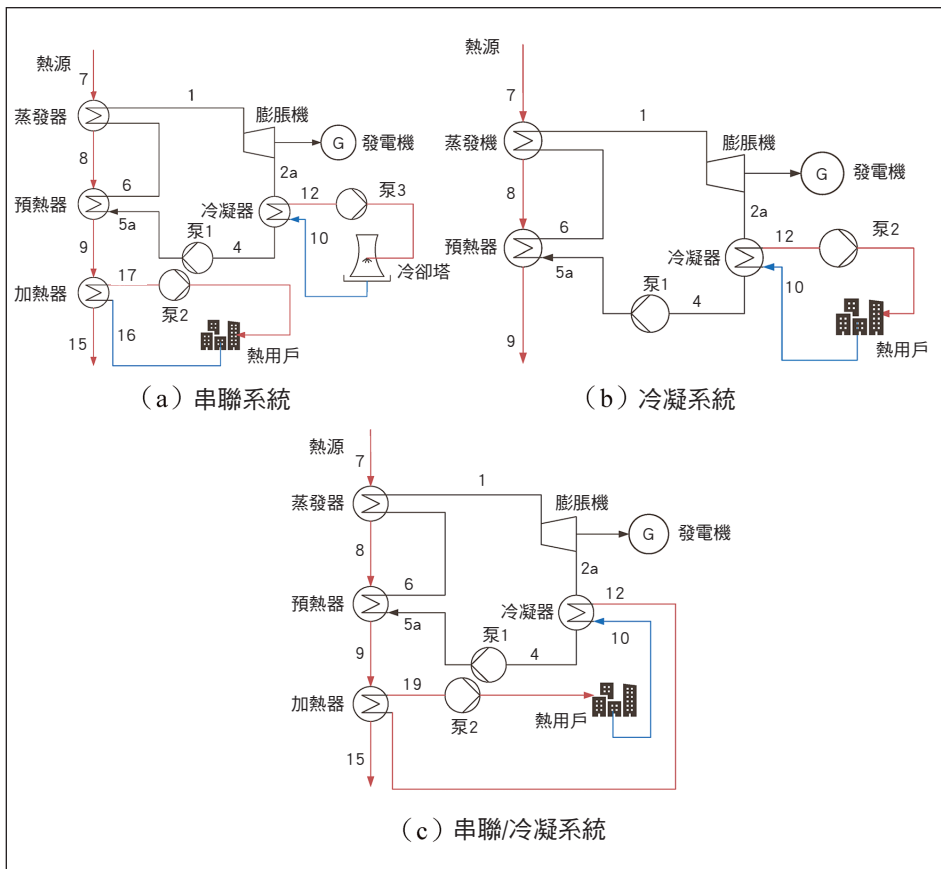 熱源
7
1
膨脹機
蒸發器
G
發電機
8
2a
6
12
泵3
預熱器
冷凝器
5a
泵1
10
9
4
17
冷卻塔
加熱器
泵2
16
15
熱用戶
(a)串聯系統
熱源
7
1
膨脹機
蒸發機
G
發電機
8
2a
6
12
泵2
預熱器
冷凝器
5a
泵1
10
4
9
熱用戶
(b)冷凝系統
熱源
7
1
膨脹機
蒸發器
G
發電機
8
2a
6
12
預熱器
冷凝器
5a
泵1
10
9
4
19
加熱器
泵2
熱用戶
15
(c)串聯/冷凝系統